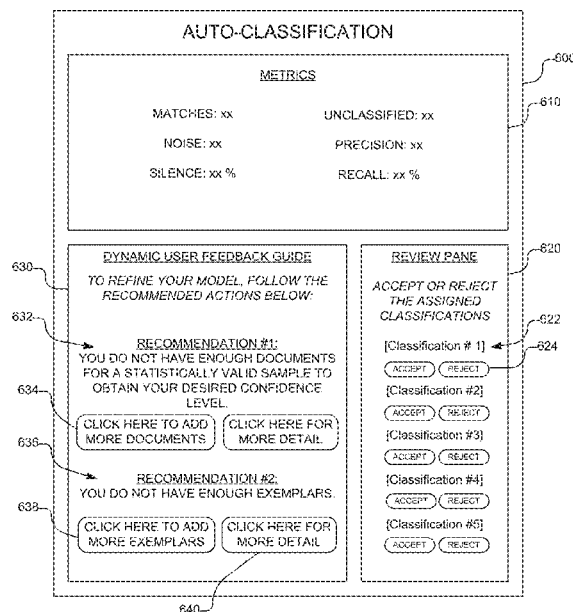 AUTO-CLASSIFICATION
600
METRICS
610
MATCHES: xx
UNCLASSIFIED: xx
NOISE: xx
PRECISION: xx
SILENCE: xx %
RECALL: xx %
620
DYNAMIC USER FEEDBACK GUIDE
630
TO REFINE YOUR MODEL, FOLLOW THE
RECOMMENDED ACTIONS BELOW:
632
RECOMMENDATION #1:
YOU DO NOT HAVE ENOUGH DOCUMENTS
FOR A STATISTICALLY VALID SAMPLE TO
OBTAIN YOUR DESIRED CONFIDENCE
LEVEL.
634
CLICK HERE TO ADD
MORE DOCUMENTS
CLICK HERE FOR
MORE DETAIL
636
RECOMMENDATION #2:
YOU DO NOT HAVE ENOUGH EXEMPLARS.
638
CLICK HERE TO ADD
MORE EXEMPLARS
CLICK HERE FOR
MORE DETAIL
640
REVIEW PANE
ACCEPT OR REJECT
THE ASSIGNED
CLASSIFICATIONS
622
[Classification # 1]
624
ACCEPT REJECT
[Classification #2]
ACCEPT REJECT
[Classification #3]
ACCEPT REJECT
[Classification #4]
ACCEPT REJECT
[Classification #5]
ACCEPT REJECT